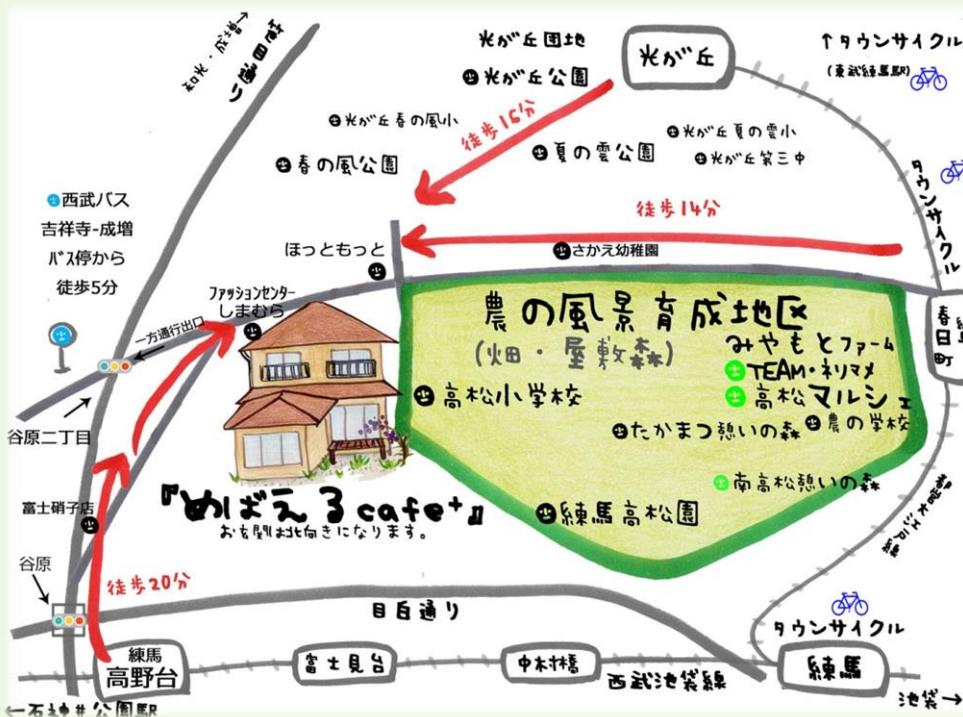 和光・成増→
笹目通り
光が丘団地
光が丘公園
光が丘
↑タウンサイクル
(東武練馬駅)
光が丘春の風小
徒歩16分
春の風公園
夏の雲公園
光が丘夏の雲小
光が丘第三中
西武バス
吉祥寺-成増
バス停から
徒歩5分
徒歩14分
タウンサイクル
ほっともっと
さかえ幼稚園
ファッションセンター
しまむら
一方通行出口
農の風景育成地区
(畑・屋敷森)
みやもとファーム
TEAM・ネリマメ
高松マルシェ
高松小学校
たかまつ憩いの森
農の学校
春日町
谷原二丁目
南高松憩いの森
『めばえるcafe⁺』
お玄関は北向きになります。
練馬高松園
富士硝子店
都営大江戸線
谷原
徒歩20分
目白通り
タウンサイクル
練馬
高野台
富士見台
中村橋
西武池袋線
練馬
池袋→
←石神井公園駅